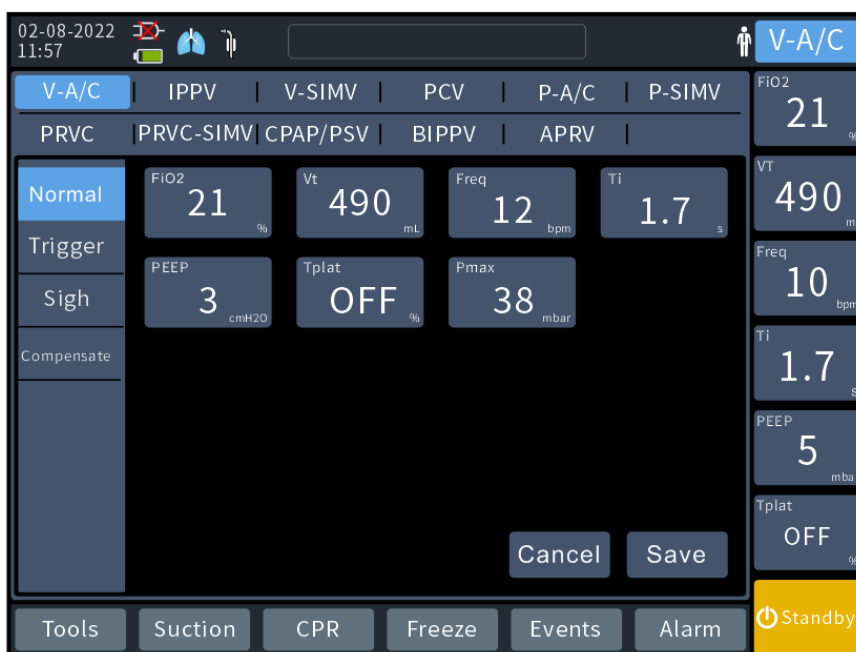 02-08-2022
11:57
V-A/C
V-A/C IPPV V-SIMV PCV P-A/C P-SIMV
PRVC PRVC-SIMV CPAP/PSV BIPPV APRV
Normal
Trigger
Sigh
Compensate
FiO2
21
%
Vt
490
mL
Freq
12
bpm
Ti
1.7
s
PEEP
3
cmH2O
Tplat
OFF
%
Pmax
38
mbar
Cancel Save
FiO2
21
%
VT
490
m
Freq
10
bpm
Ti
1.7
s
PEEP
5
mba
Tplat
OFF
%
Standby
Tools Suction CPR Freeze Events Alarm